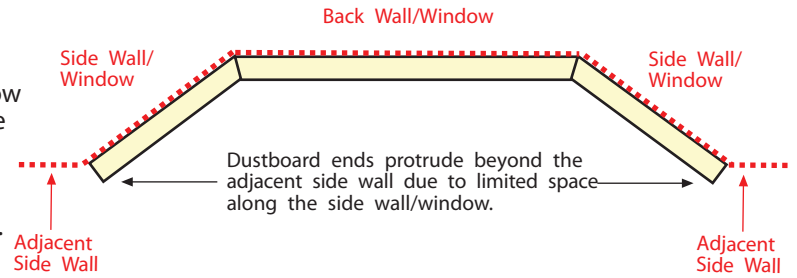 Back Wall/Window
Side Wall/
Window
Side Wall/
Window
ow
e
Dustboard ends protrude beyond the
adjacent side wall due to limited space
along the side wall/window.
.
Adjacent
Side Wall
Adjacent
Side Wall